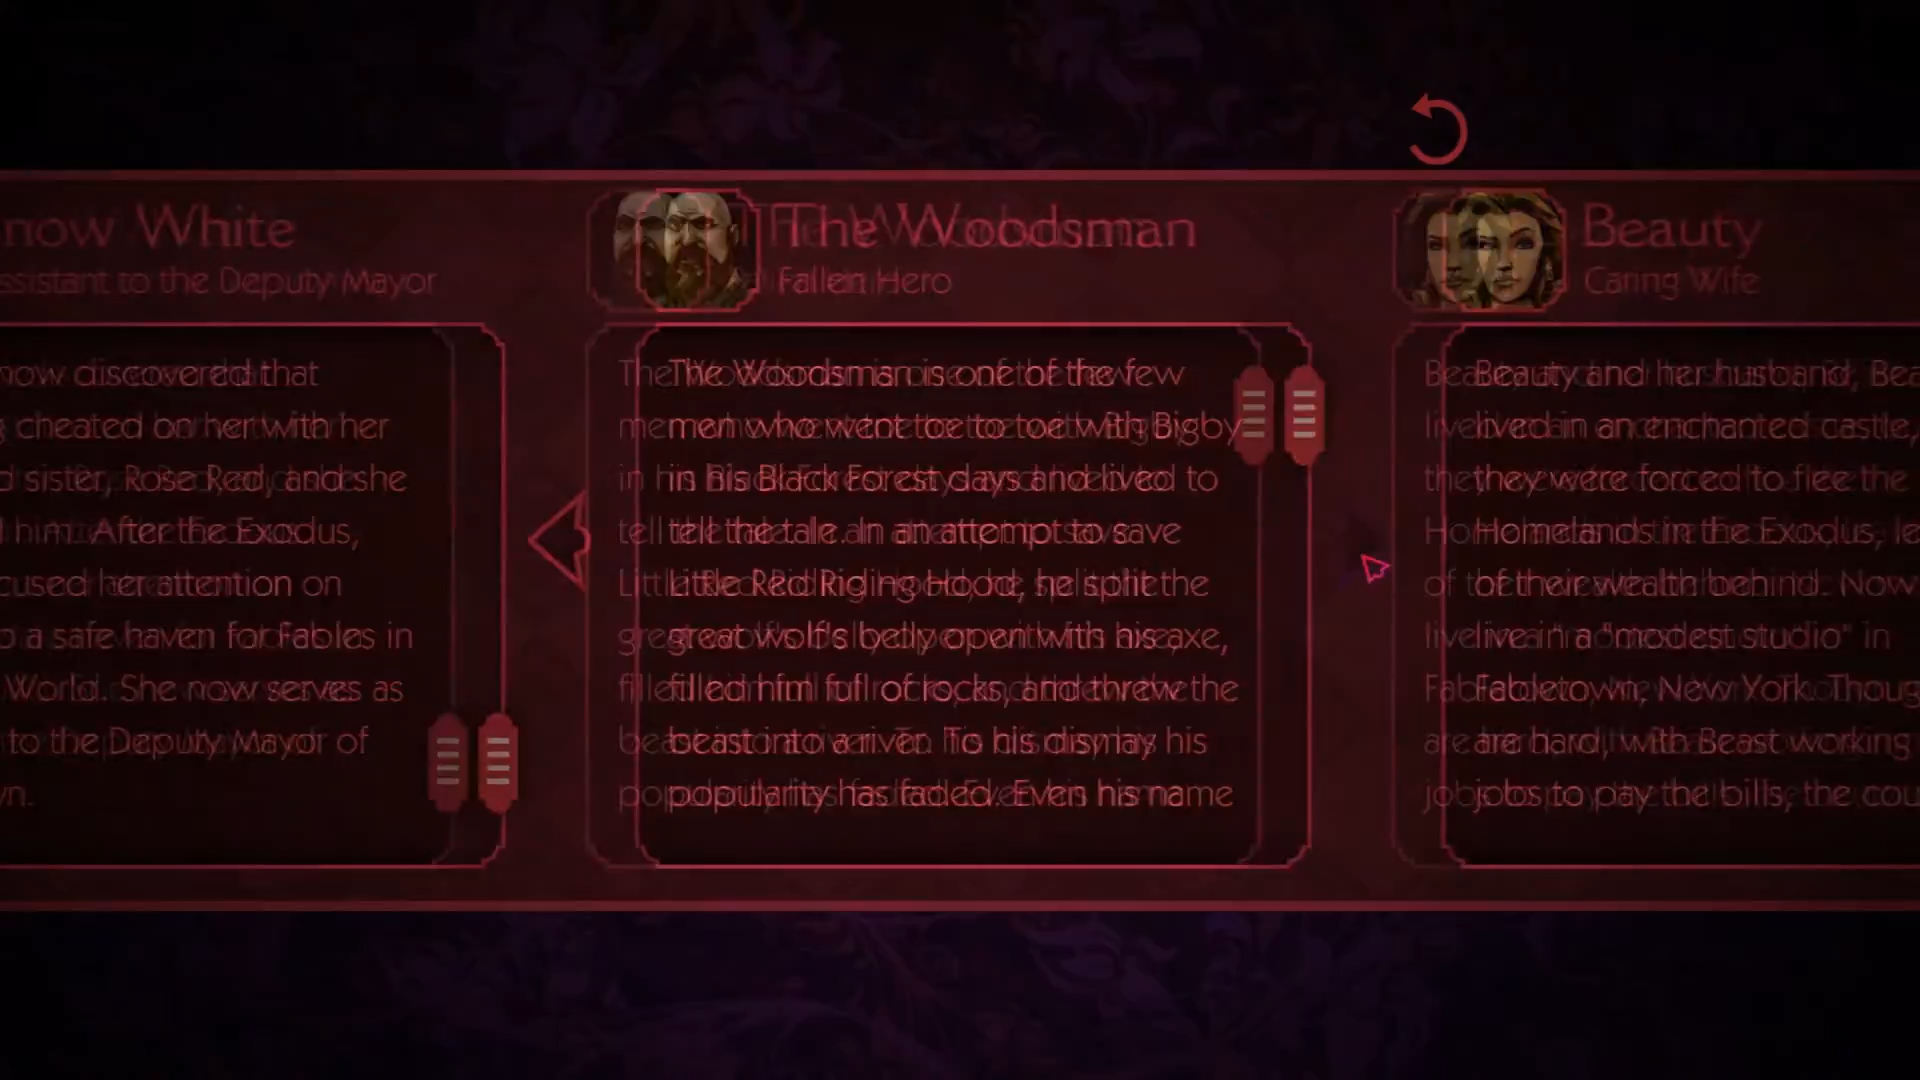 now White
ssistant to the Deputy Mayor
now discovered that
cheated on her with her
d sister, Rose Red, and she
him. After the Exodus,
cused her attention on
a safe haven for Fables in
World. She now serves as
to the Deputy Mayor of
wn.
The Woodsman
Fallen Hero
The Woodsman is one of the few
men who went toe to toe with Bigby
in his Black Forest days and lived to
tell the tale. In an attempt to save
Little Red Riding Hood, he split the
great wolf's belly open with his axe,
filled him full of rocks, and threw the
beast into a river. To his dismay his
popularity has faded. Even his name
Beauty
Caring Wife
Beauty and her husband, Bea
lived in an enchanted castle,
they were forced to flee the
Homelands in the Exodus, le
of their wealth behind. Now
live in a "modest studio" in
Fabletown, New York. Thoug
are hard, with Beast working
jobs to pay the bills, the cou